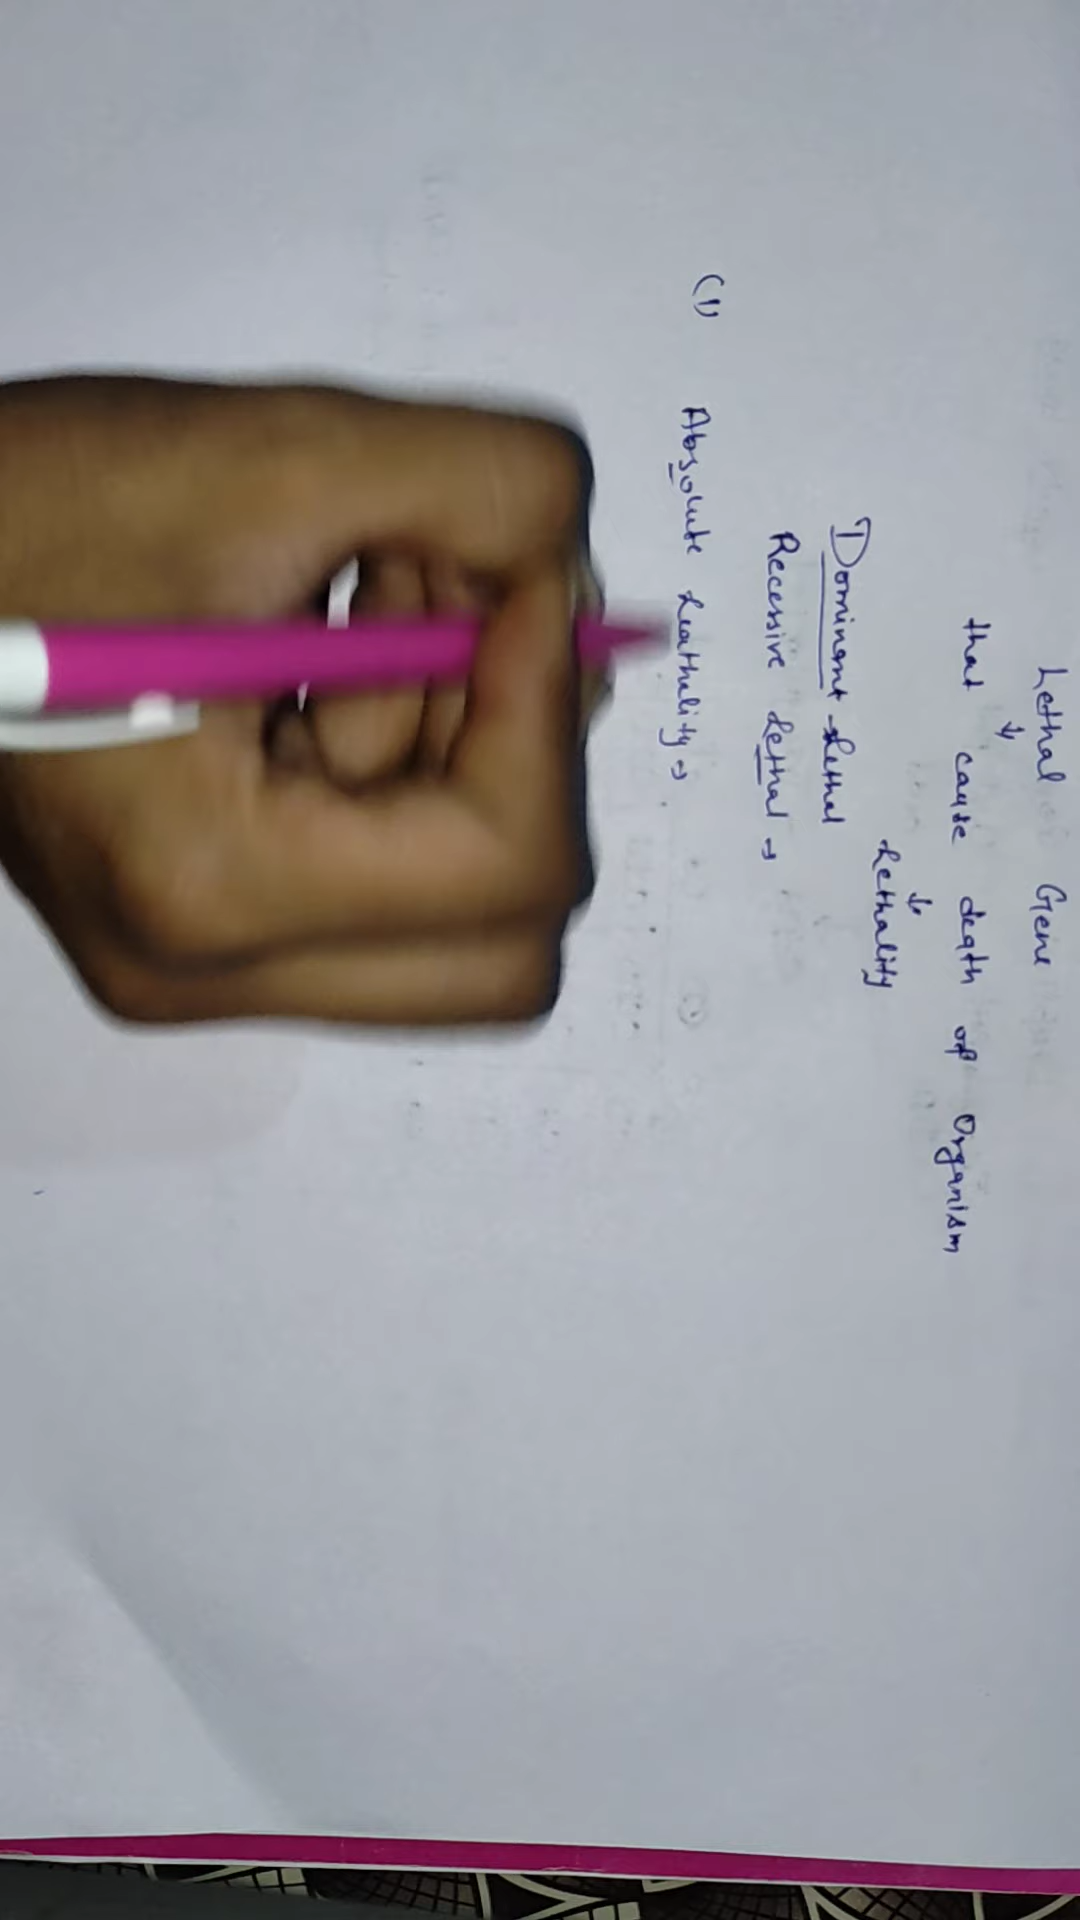 Lethal Gene
↓
that cause death of Organism
↓
Lethality
Dominant Lethal
Recessive Lethal →
(1) Absolute Leathality →